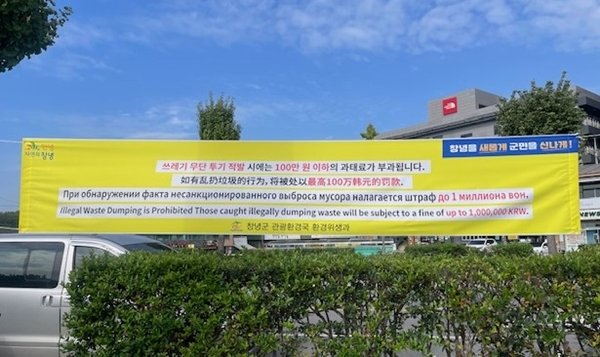 자연의 창녕
창녕을 새롭게 군민을 신나게!
쓰레기 무단 투기 적발 시에는 100만 원 이하의 과태료가 부과됩니다.
如有乱扔垃圾的行为, 将被处以最高100万韩元的罚款.
При обнаружении факта несанкционированного выброса мусора налагается штраф до 1 миллиона вон.
Illegal Waste Dumping is Prohibited Those caught illegally dumping waste will be subject to a fine of up to 1,000,000 KRW.
창녕군 관광환경국 환경위생과